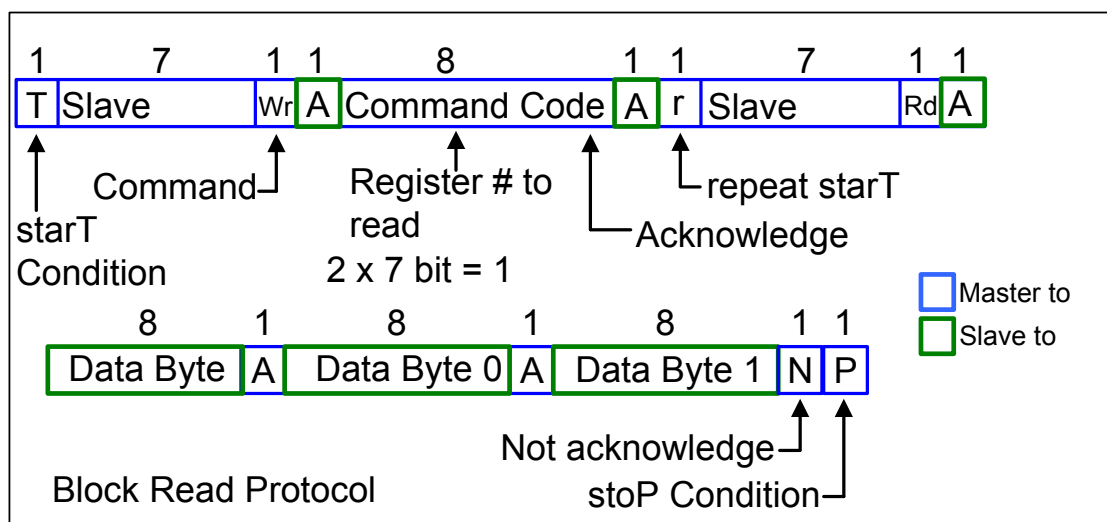 1 7 1 1 8 1 1 7 1 1
T Slave Wr A Command Code A r Slave Rd A
Command
starT
Condition
Register # to
read
2 x 7 bit = 1
repeat starT
Acknowledge
Master to
Slave to
8 1 8 1 8 1 1
Data Byte A Data Byte 0 A Data Byte 1 N P
Not acknowledge
stoP Condition
Block Read Protocol